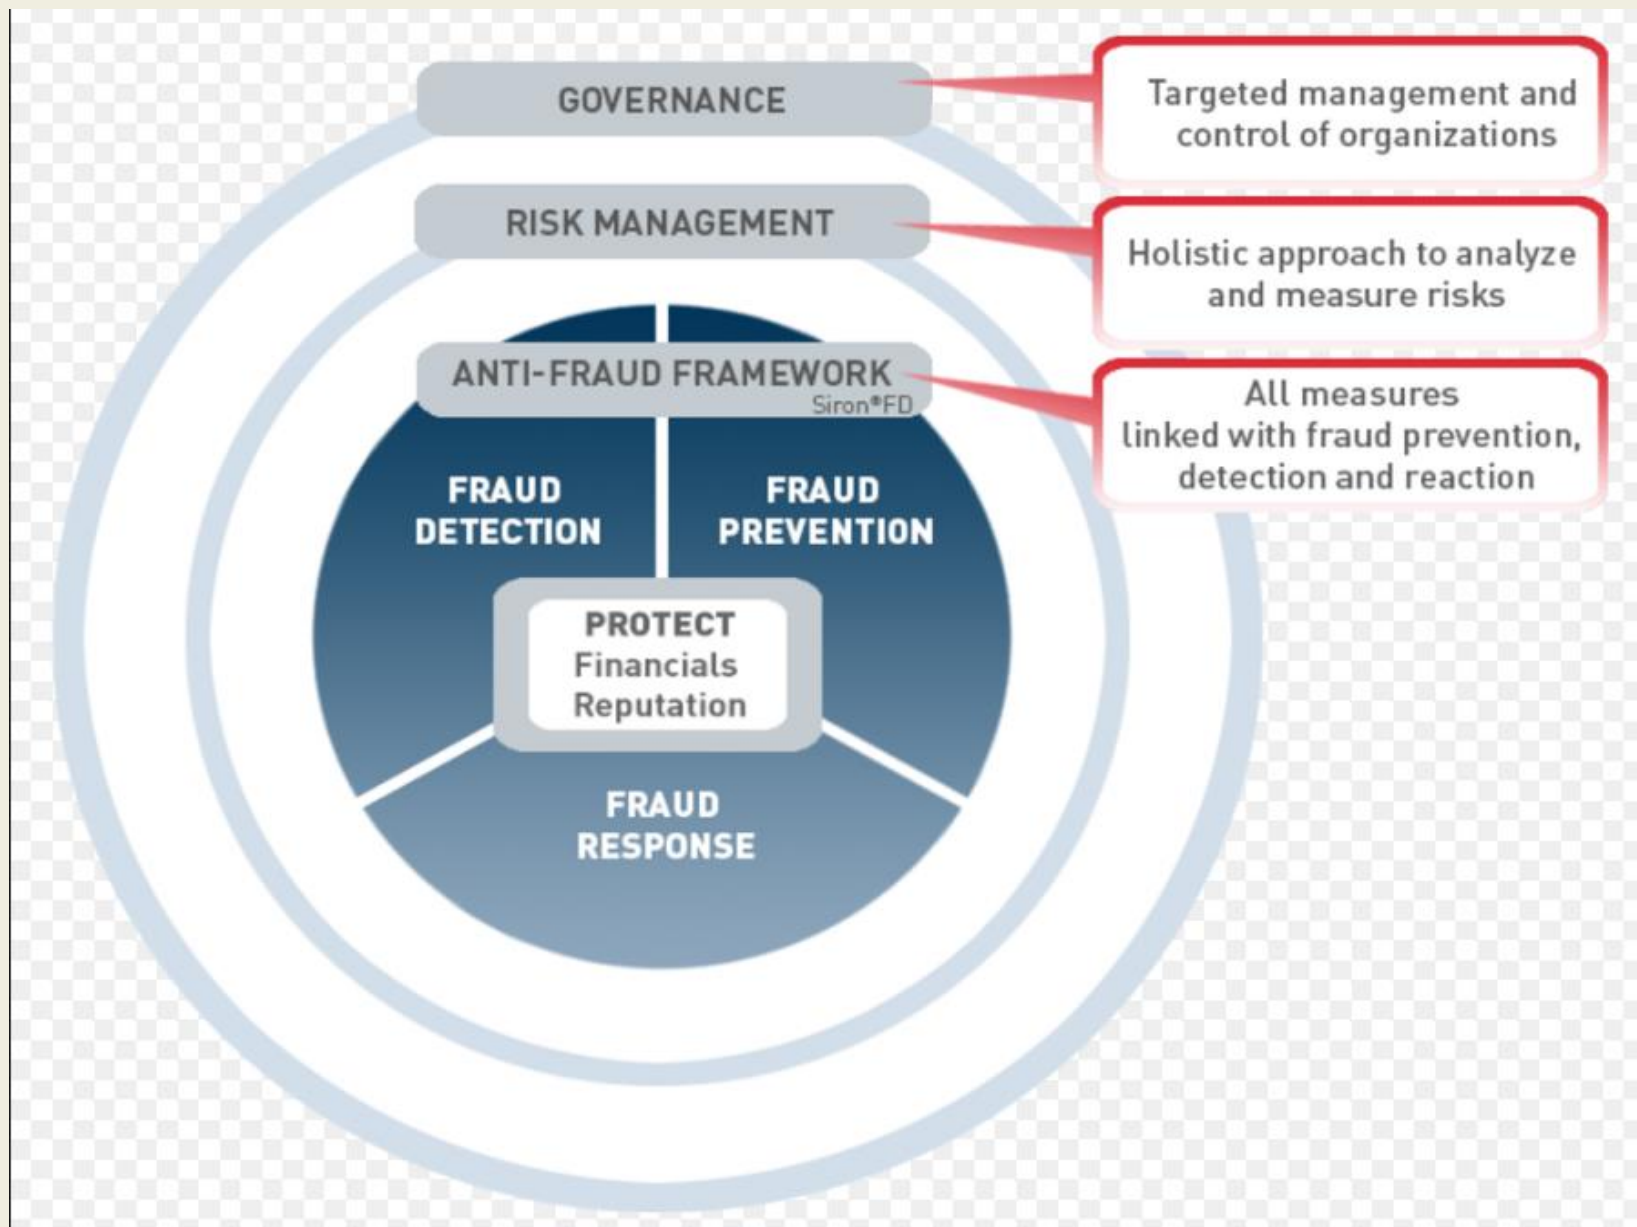 GOVERNANCE
Targeted management and
control of organizations
RISK MANAGEMENT
Holistic approach to analyze
and measure risks
ANTI-FRAUD FRAMEWORK
Siron®FD
All measures
linked with fraud prevention,
detection and reaction
FRAUD
DETECTION
FRAUD
PREVENTION
PROTECT
Financials
Reputation
FRAUD
RESPONSE